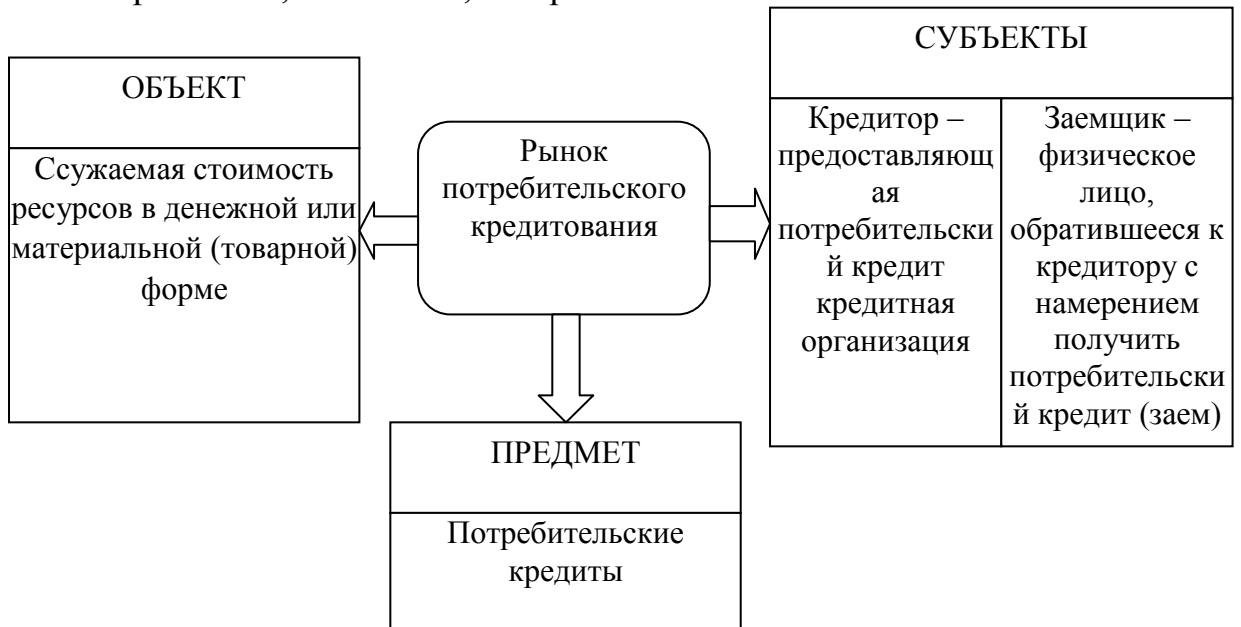 ОБЪЕКТ
Ссужаемая стоимость
ресурсов в денежной или
материальной (товарной)
форме
Рынок
потребительского
кредитования
СУБЪЕКТЫ
Кредитор –
предоставляющ
ая
потребительски
й кредит
кредитная
организация
Заемщик –
физическое
лицо,
обратившееся к
кредитору с
намерением
получить
потребительски
й кредит (заем)
ПРЕДМЕТ
Потребительские
кредиты